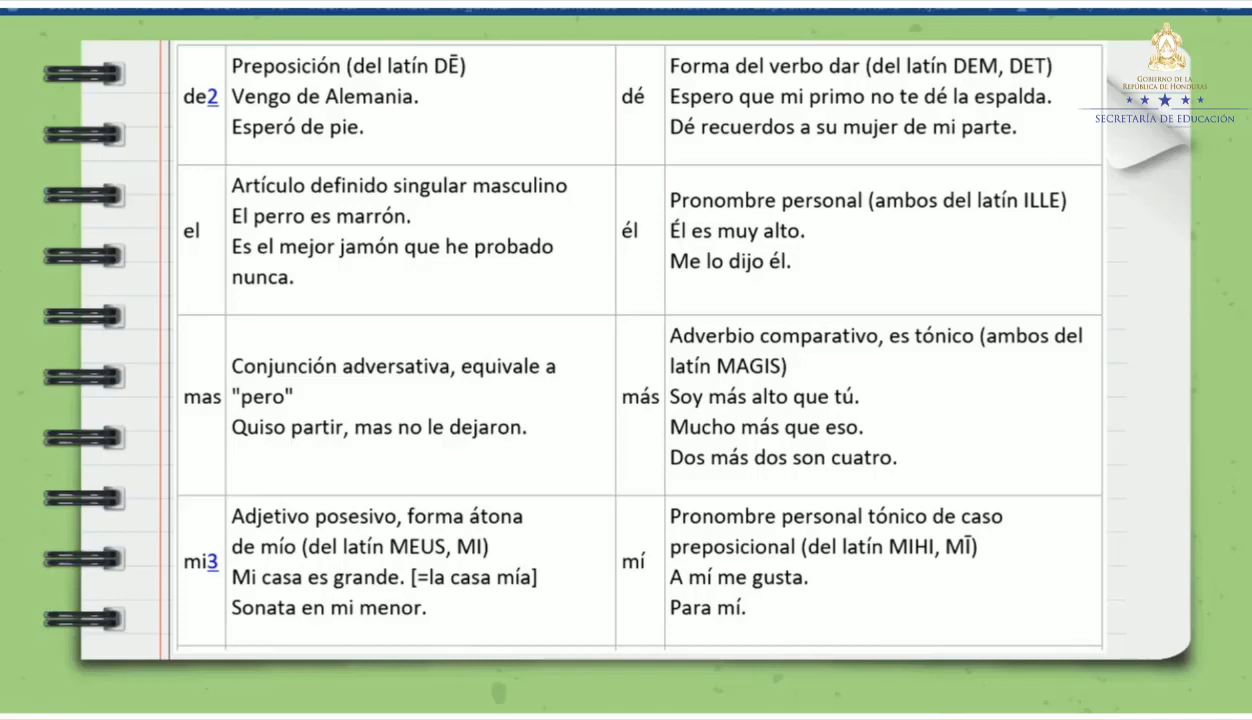 de2
Preposición (del latín DĒ)
Vengo de Alemania.
Esperó de pie.
dé
Forma del verbo dar (del latín DEM, DET)
Espero que mi primo no te dé la espalda.
Dé recuerdos a su mujer de mi parte.
el
Artículo definido singular masculino
El perro es marrón.
Es el mejor jamón que he probado
nunca.
él
Pronombre personal (ambos del latín ILLE)
Él es muy alto.
Me lo dijo él.
mas
Conjunción adversativa, equivale a
"pero"
Quiso partir, mas no le dejaron.
más
Adverbio comparativo, es tónico (ambos del
latín MAGIS)
Soy más alto que tú.
Mucho más que eso.
Dos más dos son cuatro.
mi3
Adjetivo posesivo, forma átona
de mío (del latín MEUS, MI)
Mi casa es grande. [=la casa mía]
Sonata en mi menor.
mí
Pronombre personal tónico de caso
preposicional (del latín MIHI, MĪ)
A mí me gusta.
Para mí.
GOBIERNO DE LA
REPÚBLICA DE HONDURAS
SECRETARÍA DE EDUCACIÓN